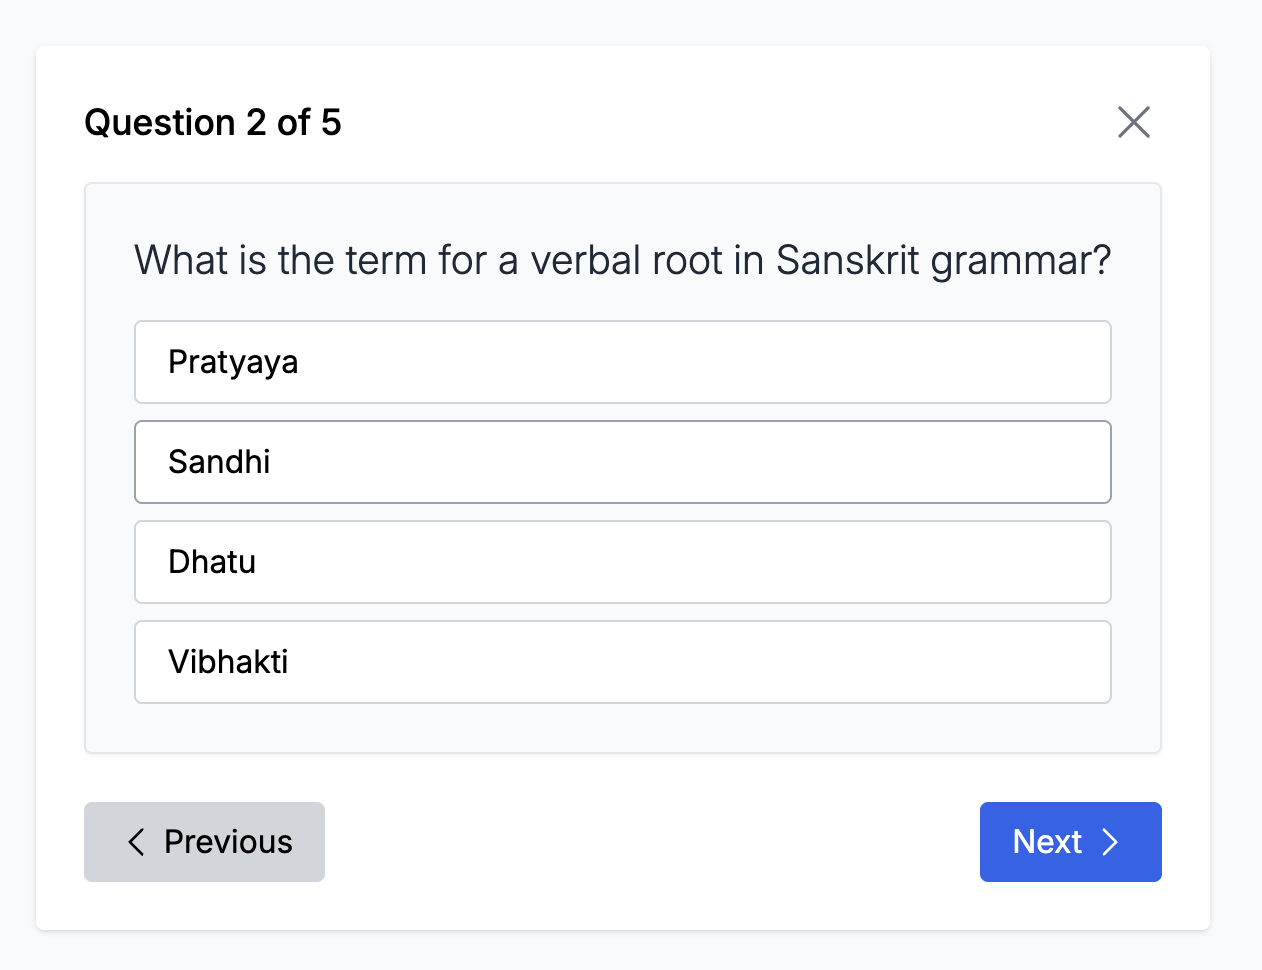 Question 2 of 5
What is the term for a verbal root in Sanskrit grammar?
Pratyaya
Sandhi
Dhatu
Vibhakti
Previous
Next